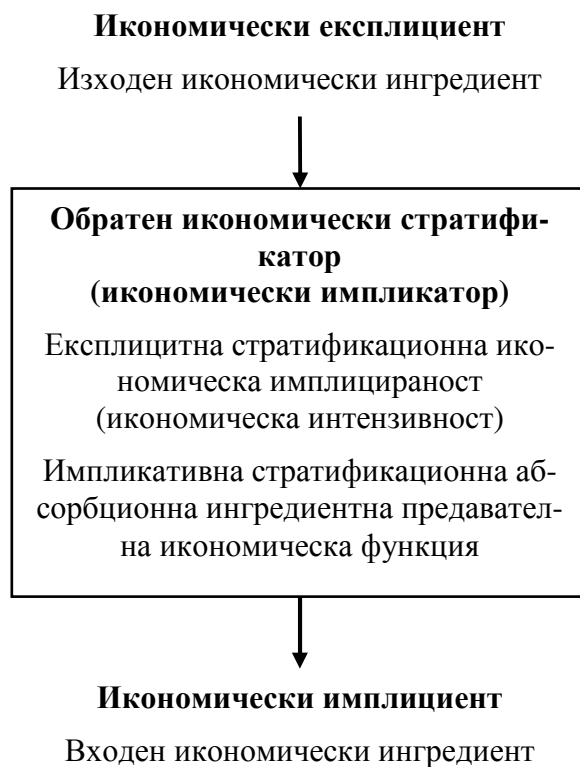 Икономически експлициент
Изходен икономически ингредиент
Обратен икономически стратифи-
катор
(икономически импликатор)
Експлицитна стратификационна ико-
номическа имплицираност
(икономическа интензивност)
Импликативна стратификационна аб-
сорбционна ингредиентна предавател-
на икономическа функция
Икономически имплициент
Входен икономически ингредиент